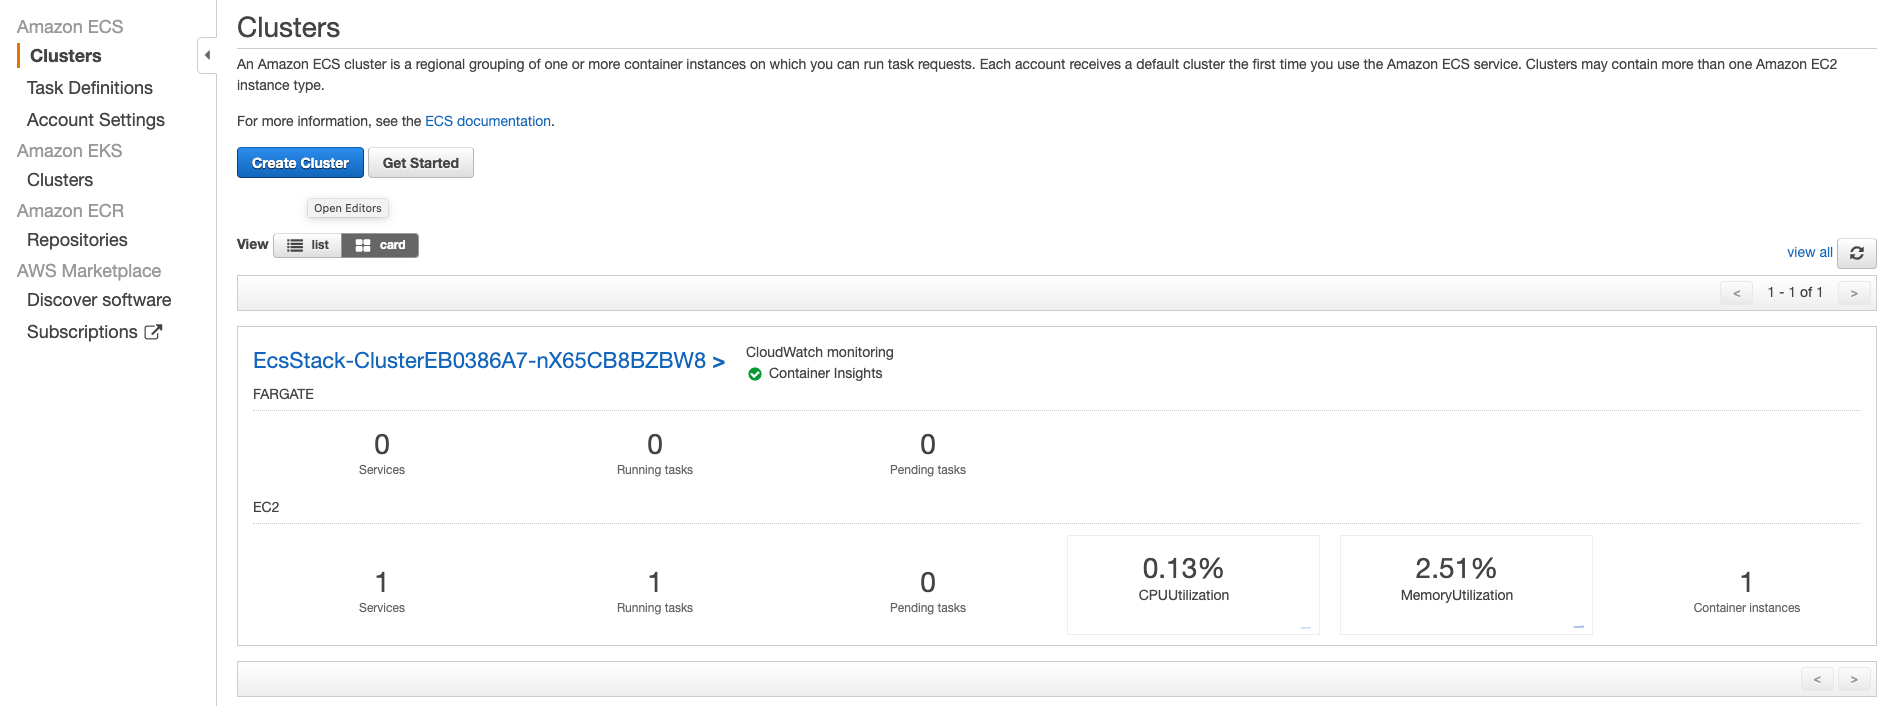 Amazon ECS
Clusters
Task Definitions
Account Settings
Amazon EKS
Clusters
Amazon ECR
Repositories
AWS Marketplace
Discover software
Subscriptions
Clusters
An Amazon ECS cluster is a regional grouping of one or more container instances on which you can run task requests. Each account receives a default cluster the first time you use the Amazon ECS service. Clusters may contain more than one Amazon EC2
instance type.
For more information, see the ECS documentation.
Create Cluster Get Started
Open Editors
View list card
view all
< 1 - 1 of 1 >
EcsStack-ClusterEB0386A7-nX65CB8BZBW8 >
CloudWatch monitoring
Container Insights
FARGATE
0 0 0
Services Running tasks Pending tasks
EC2
1 1 0 0.13% 2.51% 1
Services Running tasks Pending tasks CPUUtilization MemoryUtilization Container instances
< >